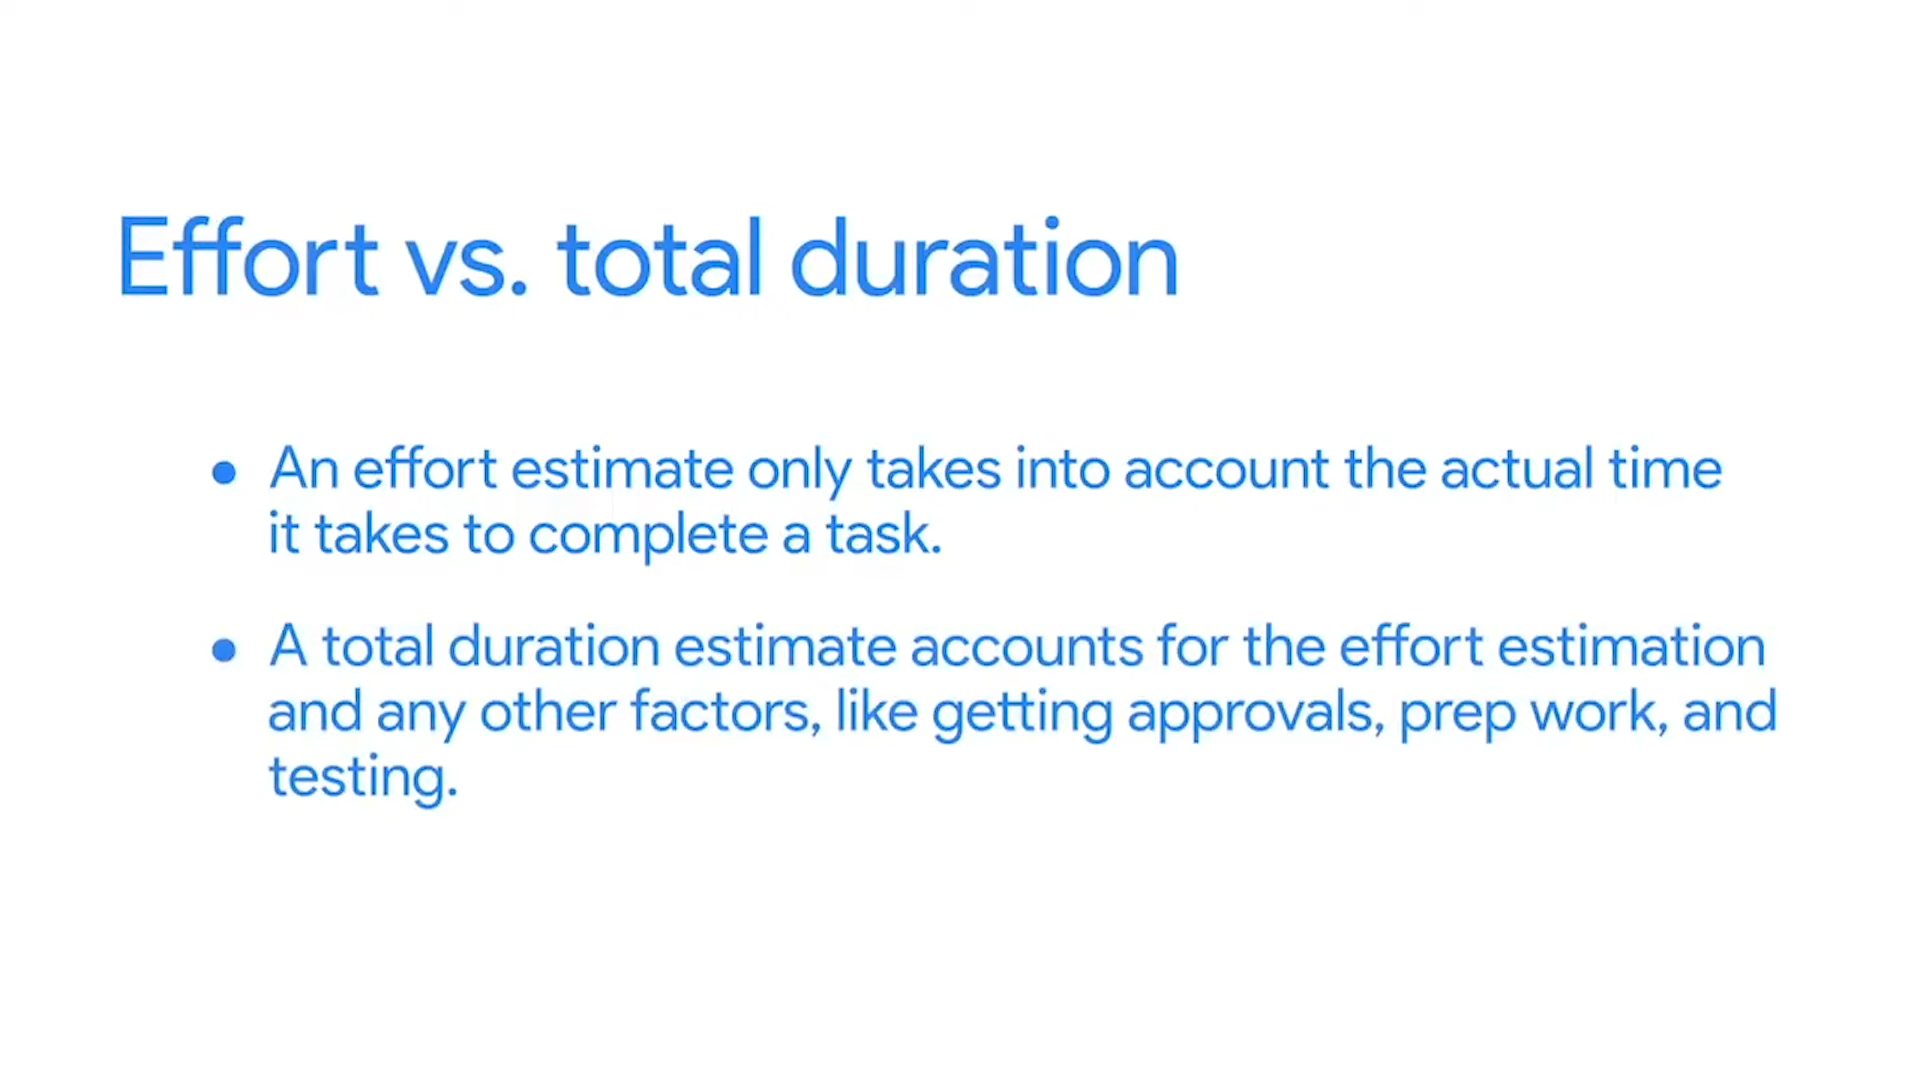 Effort vs. total duration
• An effort estimate only takes into account the actual time
it takes to complete a task.
• A total duration estimate accounts for the effort estimation
and any other factors, like getting approvals, prep work, and
testing.